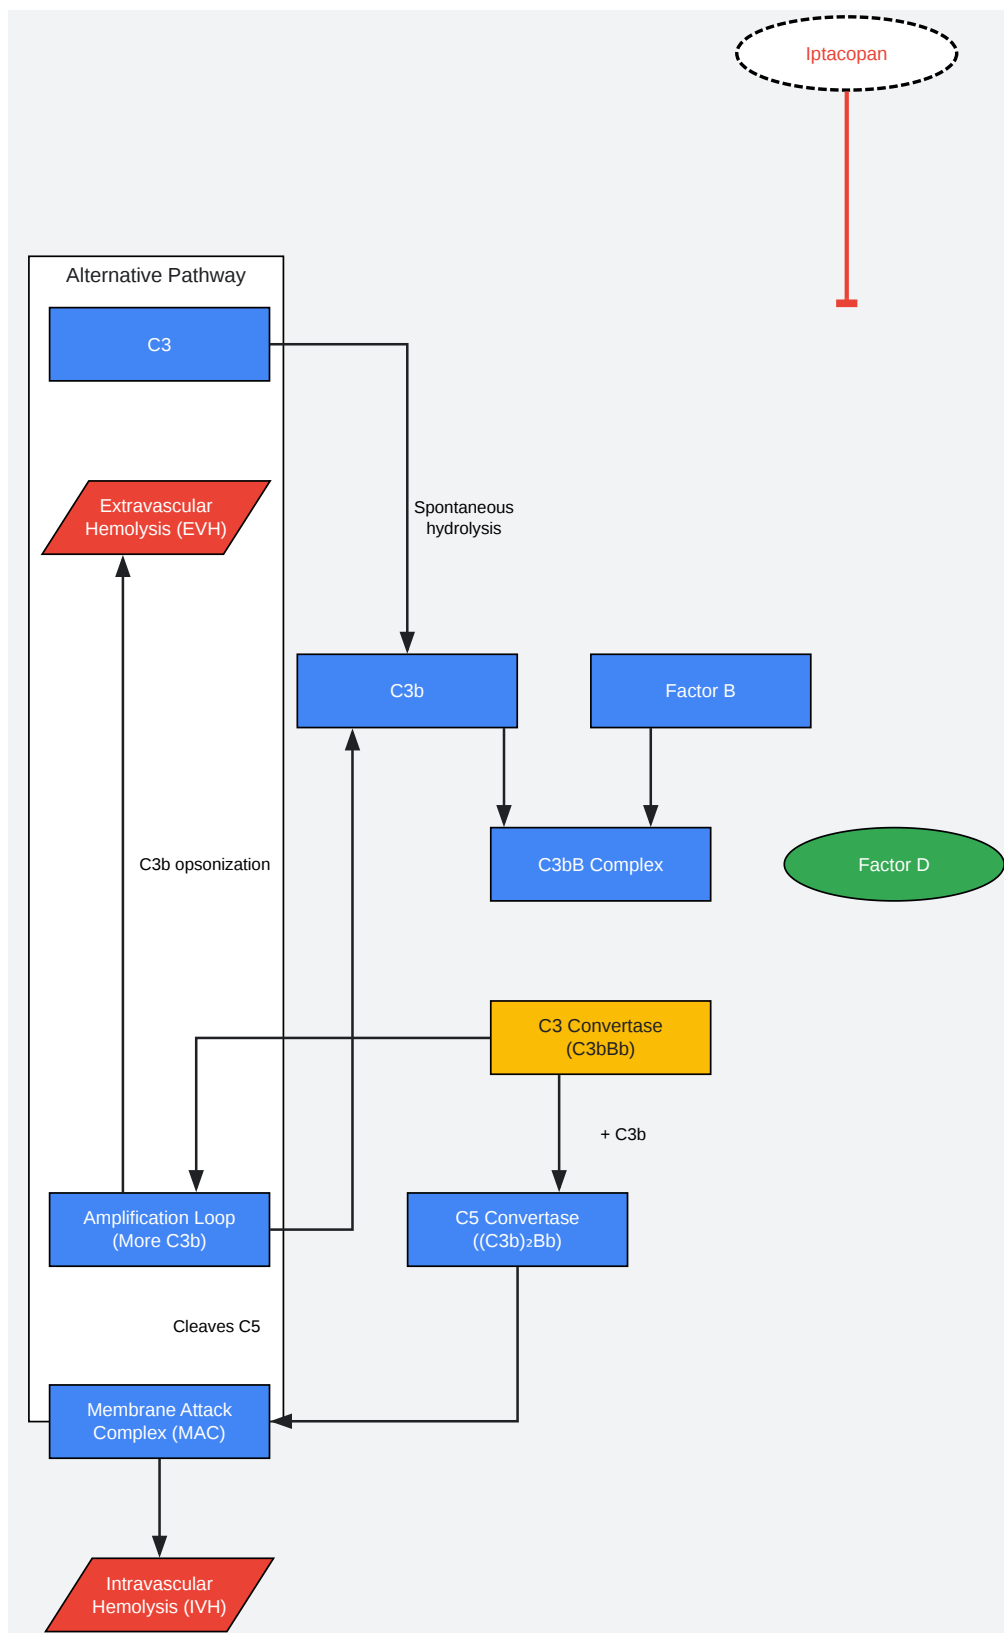 Iptacopan
Alternative Pathway
C3
Extravascular
Hemolysis (EVH)
Spontaneous
hydrolysis
C3b
Factor B
C3b opsonization
C3bB Complex
Factor D
C3 Convertase
(C3bBb)
+ C3b
Amplification Loop
(More C3b)
C5 Convertase
((C3b)₂Bb)
Cleaves C5
Membrane Attack
Complex (MAC)
Intravascular
Hemolysis (IVH)